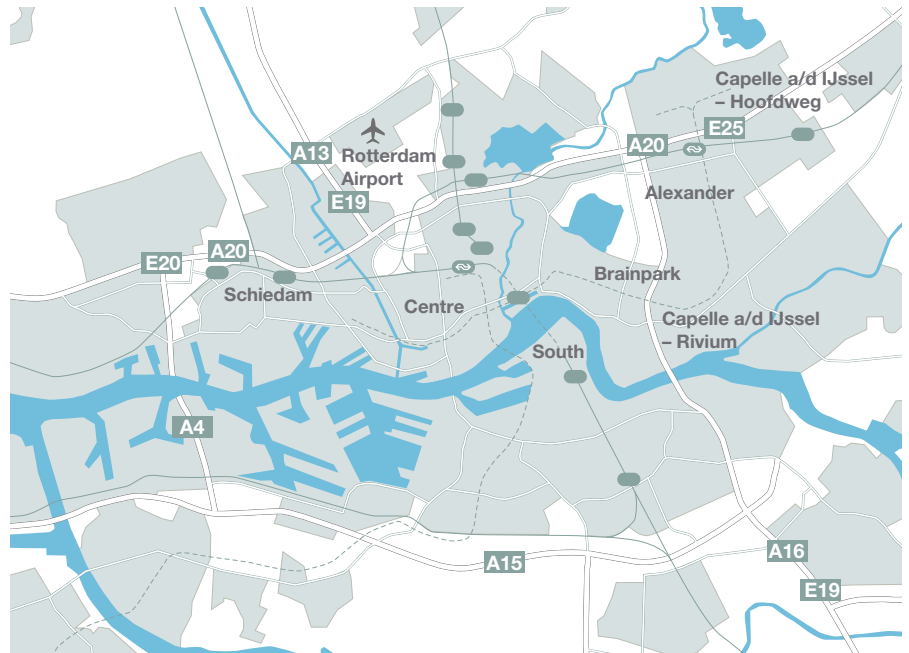 Capelle a/d IJssel
– Hoofdweg
E25
A20
A13
Rotterdam
Airport
Alexander
E19
A20
E20
Brainpark
Schiedam
Centre
Capelle a/d IJssel
– Rivium
South
A4
A16
A15
E19